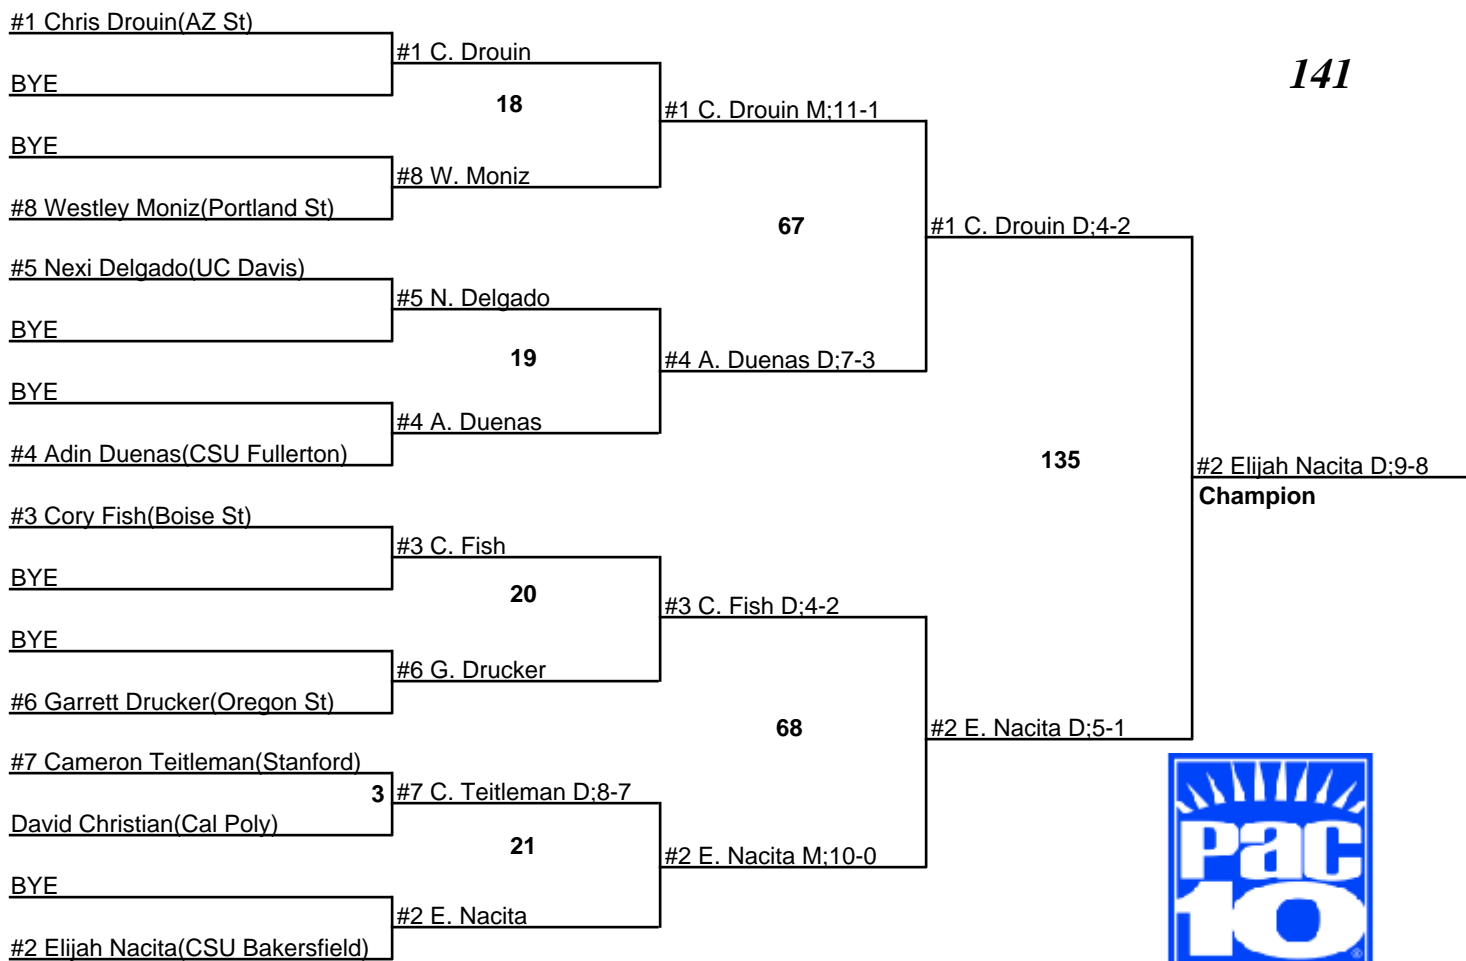 #1 Chris Drouin(AZ St)
#1 C. Drouin
141
BYE
18
#1 C. Drouin M;11-1
BYE
#8 W. Moniz
#8 Westley Moniz(Portland St)
67
#1 C. Drouin D;4-2
#5 Nexi Delgado(UC Davis)
#5 N. Delgado
BYE
19
#4 A. Duenas D;7-3
BYE
#4 A. Duenas
#4 Adin Duenas(CSU Fullerton)
135
#2 Elijah Nacita D;9-8
Champion
#3 Cory Fish(Boise St)
#3 C. Fish
BYE
20
#3 C. Fish D;4-2
BYE
#6 G. Drucker
#6 Garrett Drucker(Oregon St)
68
#2 E. Nacita D;5-1
#7 Cameron Teitleman(Stanford)
3
#7 C. Teitleman D;8-7
David Christian(Cal Poly)
21
#2 E. Nacita M;10-0
BYE
#2 E. Nacita
#2 Elijah Nacita(CSU Bakersfield)
Pac
10
®